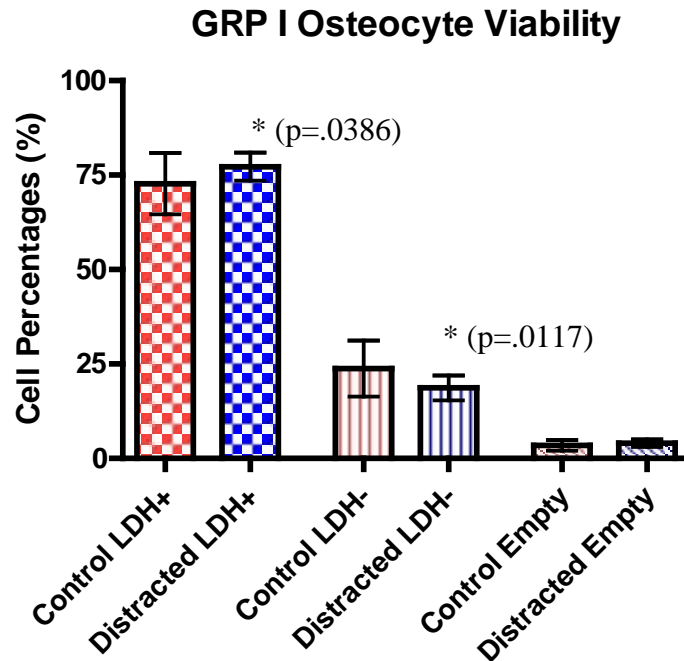 GRP I Osteocyte Viability
Cell Percentages (%)
100
75
50
25
0
* (p=.0386)
* (p=.0117)
Control LDH+
Distracted LDH+
Control LDH-
Distracted LDH-
Control Empty
Distracted Empty